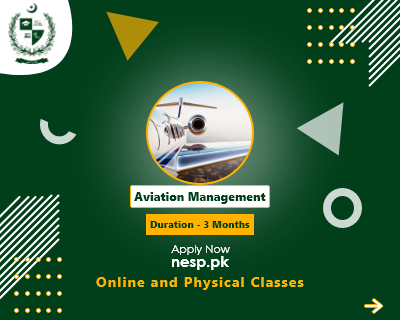 Aviation Management
Duration - 3 Months
Apply Now
nesp.pk
Online and Physical Classes